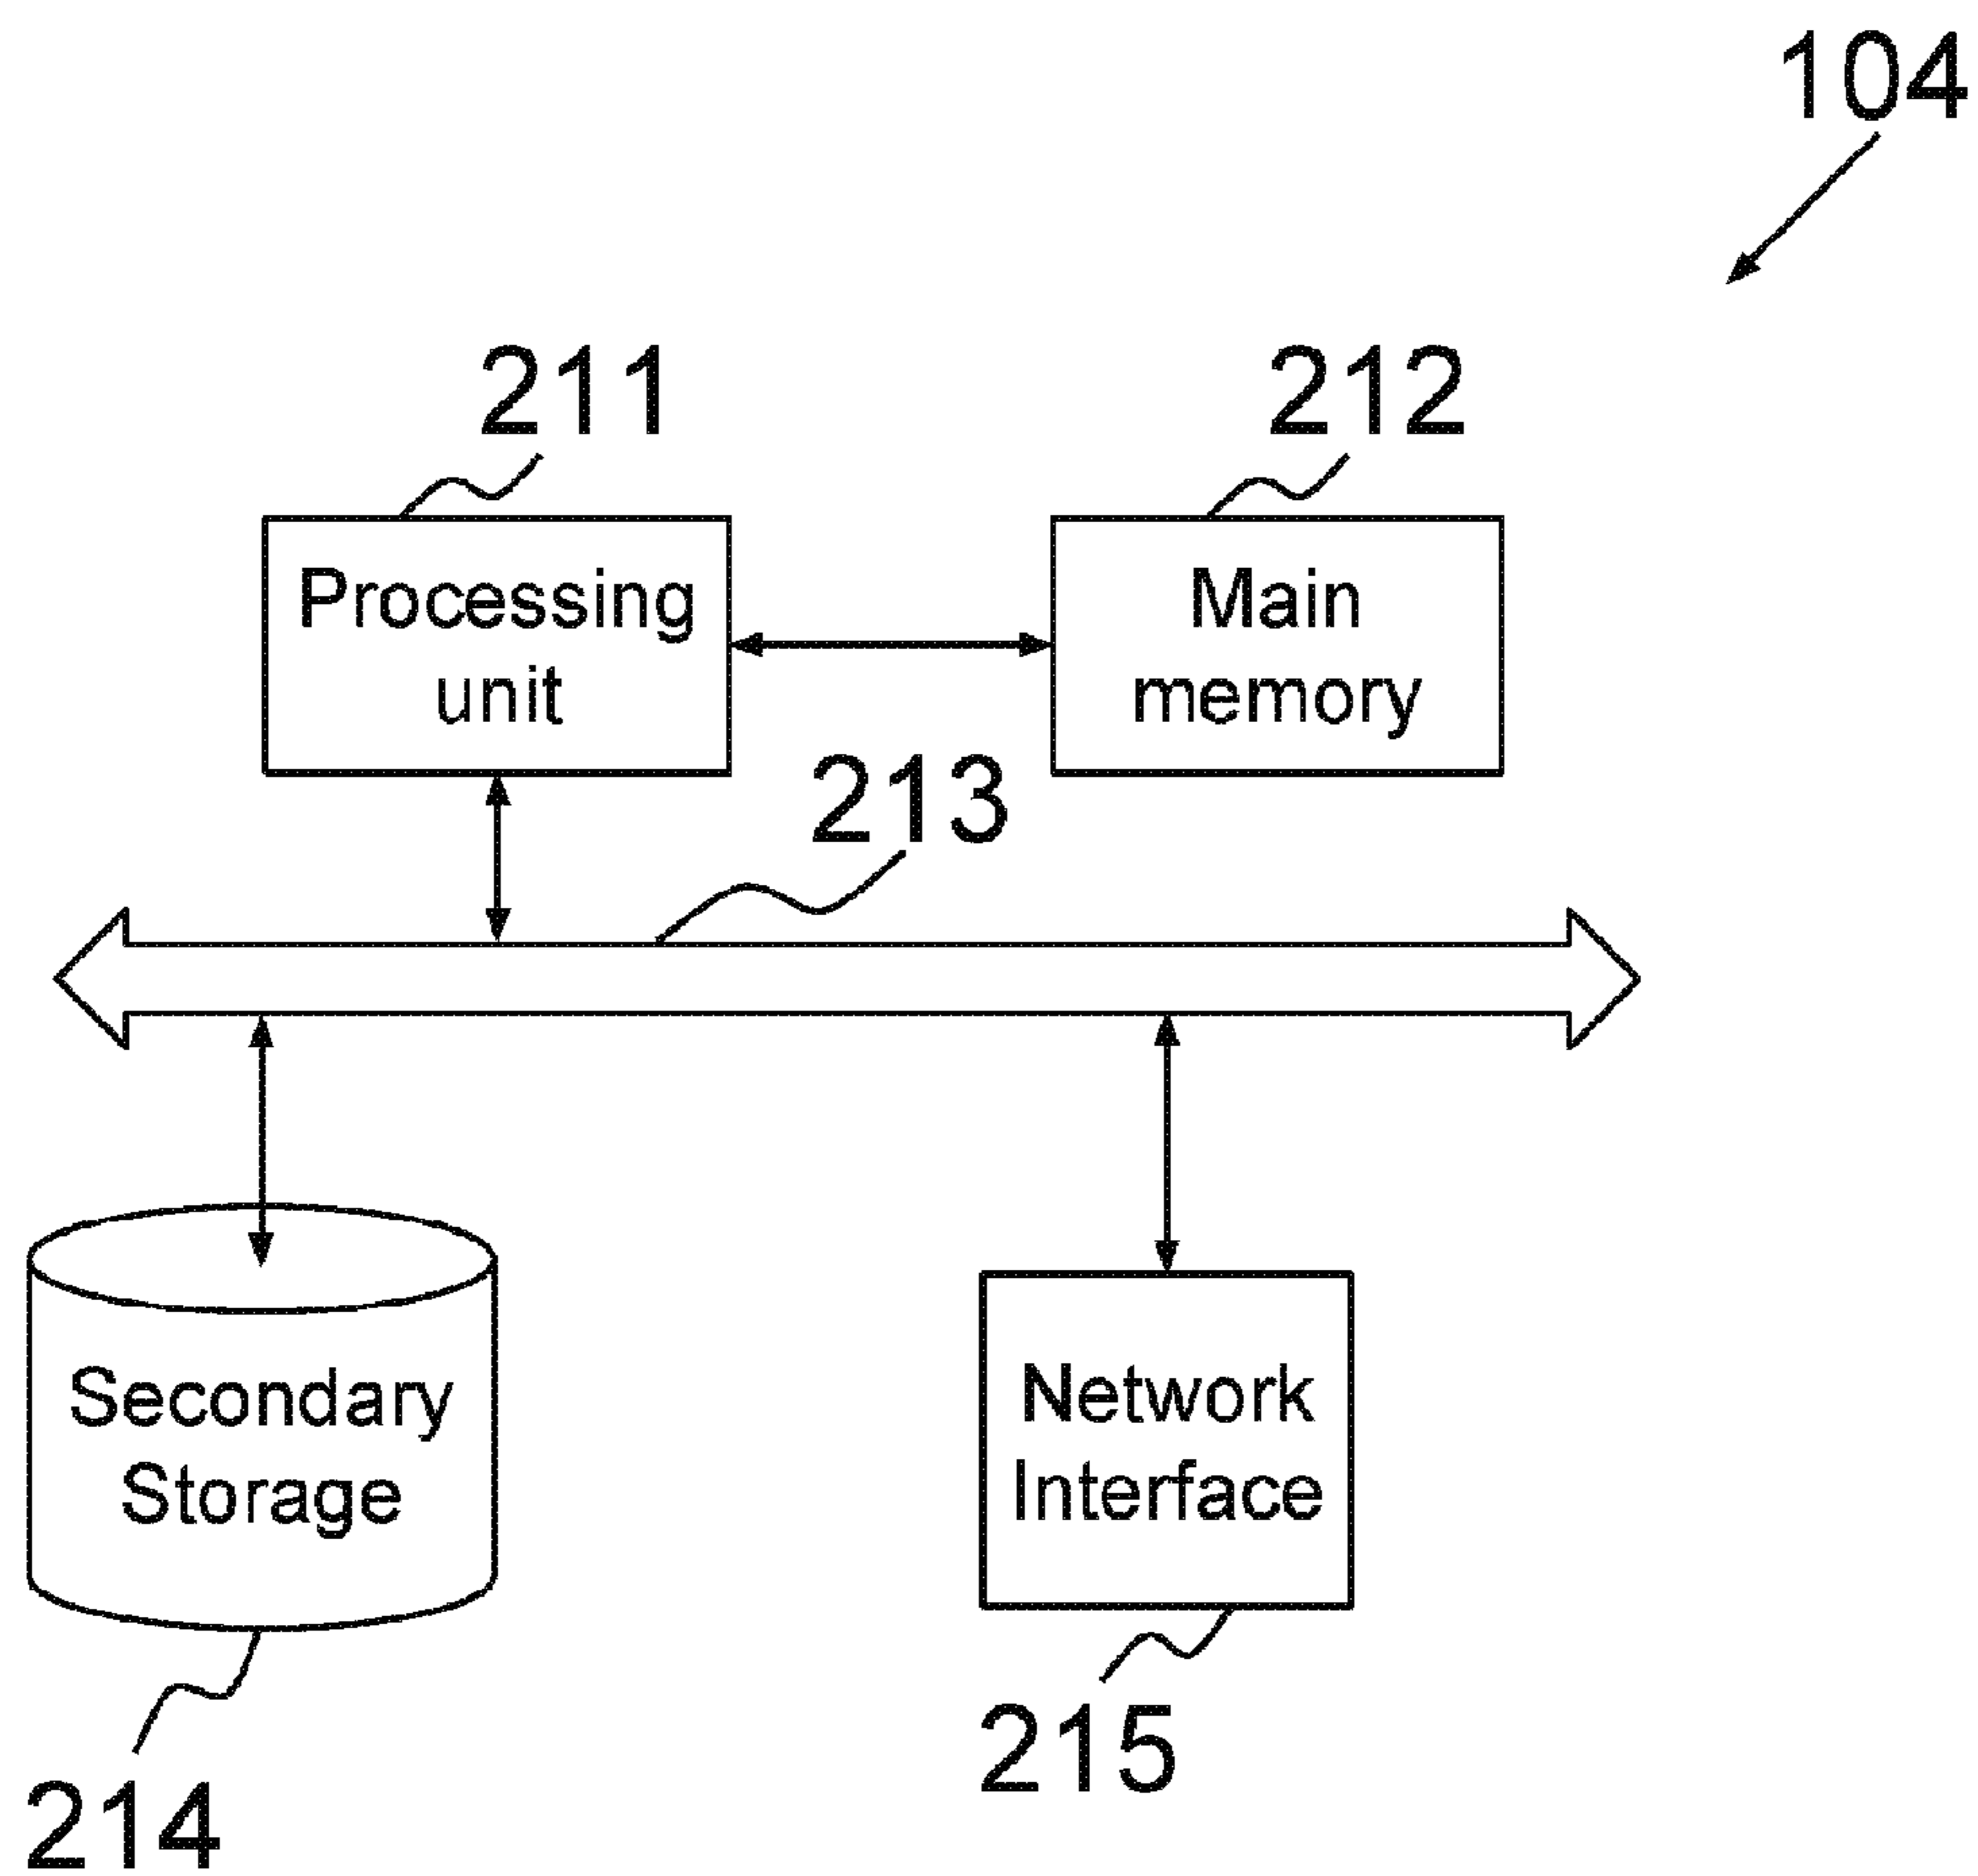 104
211
212
Processing
unit
Main
memory
213
Secondary
Storage
Network
Interface
215
214